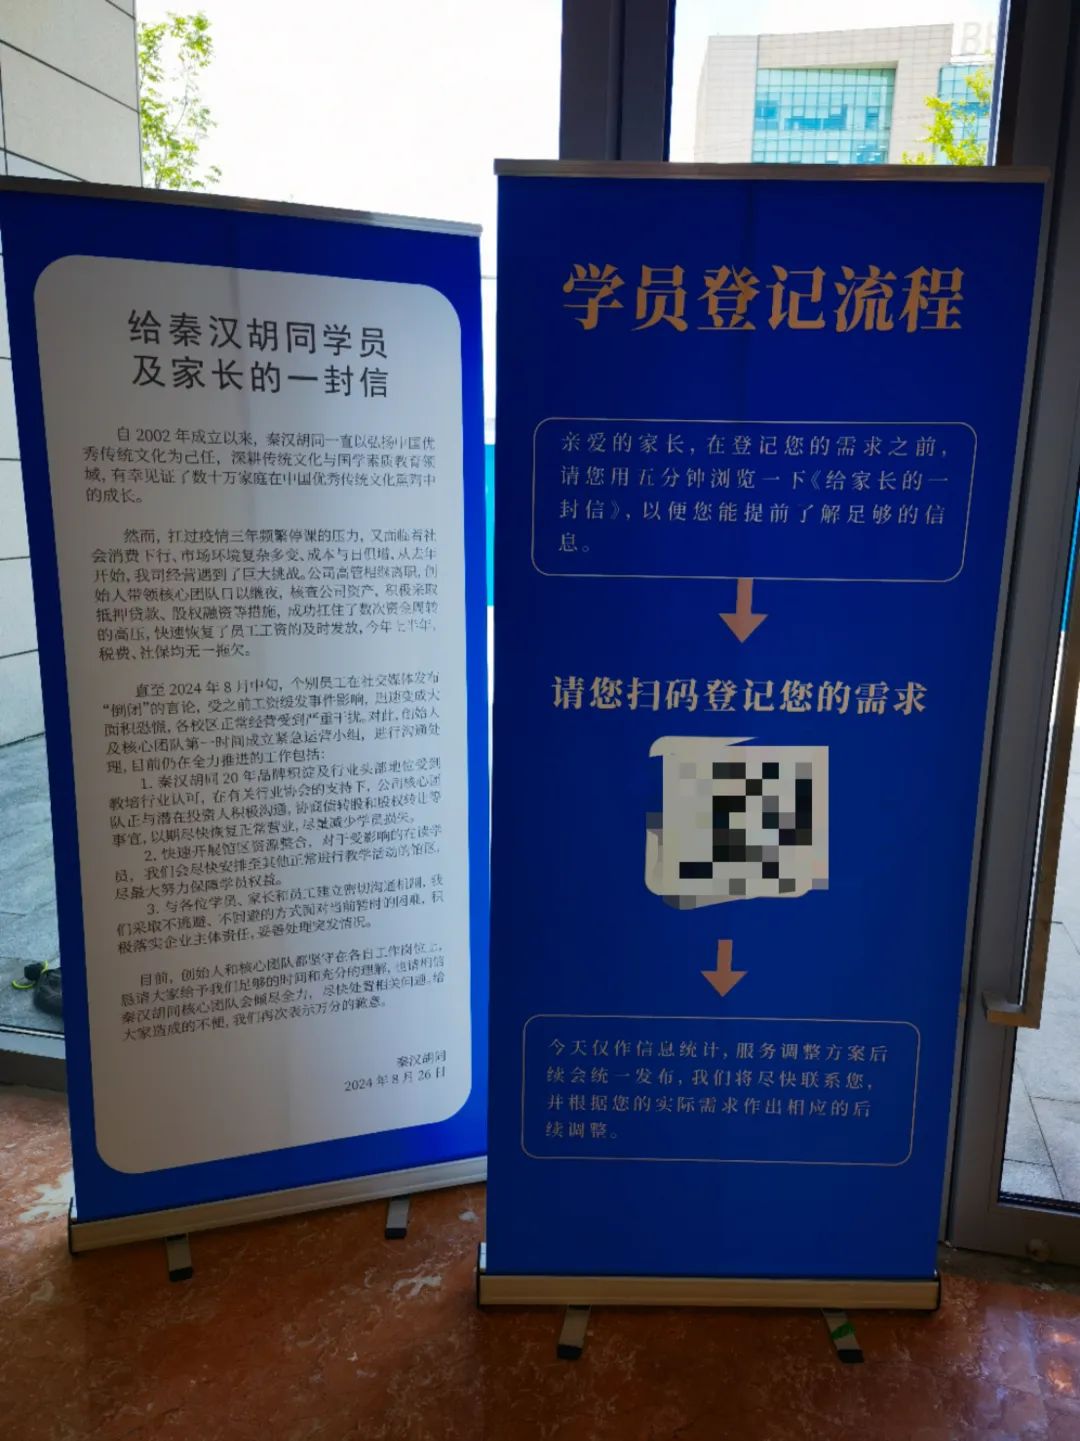 给秦汉胡同学员
及家长的一封信
自 2002 年成立以来，秦汉胡同一直以弘扬中国优
秀传统文化为己任，深耕传统文化与国学素质教育领
域，有幸见证了数十万家庭在中国优秀传统文化熏陶中
的成长。
然而，扛过疫情三年频繁停课的压力，又面临着社
会消费下行、市场环境复杂多变、成本与日俱增，从去年
开始，我司经营遇到了巨大挑战。公司高管相继离职，创
始人带领核心团队日以继夜，核查公司资产，积极采取
抵押贷款、股权融资等措施，成功扛住了数次资金周转
的高压，快速恢复了员工工资的及时发放，今年上半年，
税费、社保均无一拖欠。
直至 2024 年 8 月中旬，个别员工在社交媒体发布
“倒闭”的言论，受之前工资缓发事件影响，迅速变成大
面积恐慌，各校区正常经营受到严重干扰。对此，创始人
及核心团队第一时间成立紧急运营小组，进行沟通处
理，目前仍在全力推进的工作包括：
1. 秦汉胡同 20 年品牌积淀及行业头部地位受到
教培行业认可，在有关行业协会的支持下，公司核心团
队正与潜在投资人积极沟通，协商债转股和股权转让等
事宜，以期尽快恢复正常营业，尽量减少学员损失。
2. 快速开展馆区资源整合，对于受影响的在读学
员，我们会尽快安排至其他正常进行教学活动的馆区，
尽最大努力保障学员权益。
3. 与各位学员、家长和员工建立密切沟通机制，我
们采取不逃避、不回避的方式面对当前暂时的困难，积
极落实企业主体责任，妥善处理突发情况。
目前，创始人和核心团队都坚守在各自工作岗位上，
恳请大家给予我们足够的时间和充分的理解，也请相信
秦汉胡同核心团队会倾尽全力，尽快处置相关问题。给
大家造成的不便，我们再次表示万分的歉意。
秦汉胡同
2024 年 8 月 26 日
学员登记流程
亲爱的家长，在登记您的需求之前，
请您用五分钟浏览一下《给家长的一
封信》，以便您能提前了解足够的信
息。
请您扫码登记您的需求
今天仅作信息统计，服务调整方案后
续会统一发布，我们将尽快联系您，
并根据您的实际需求作出相应的后
续调整。